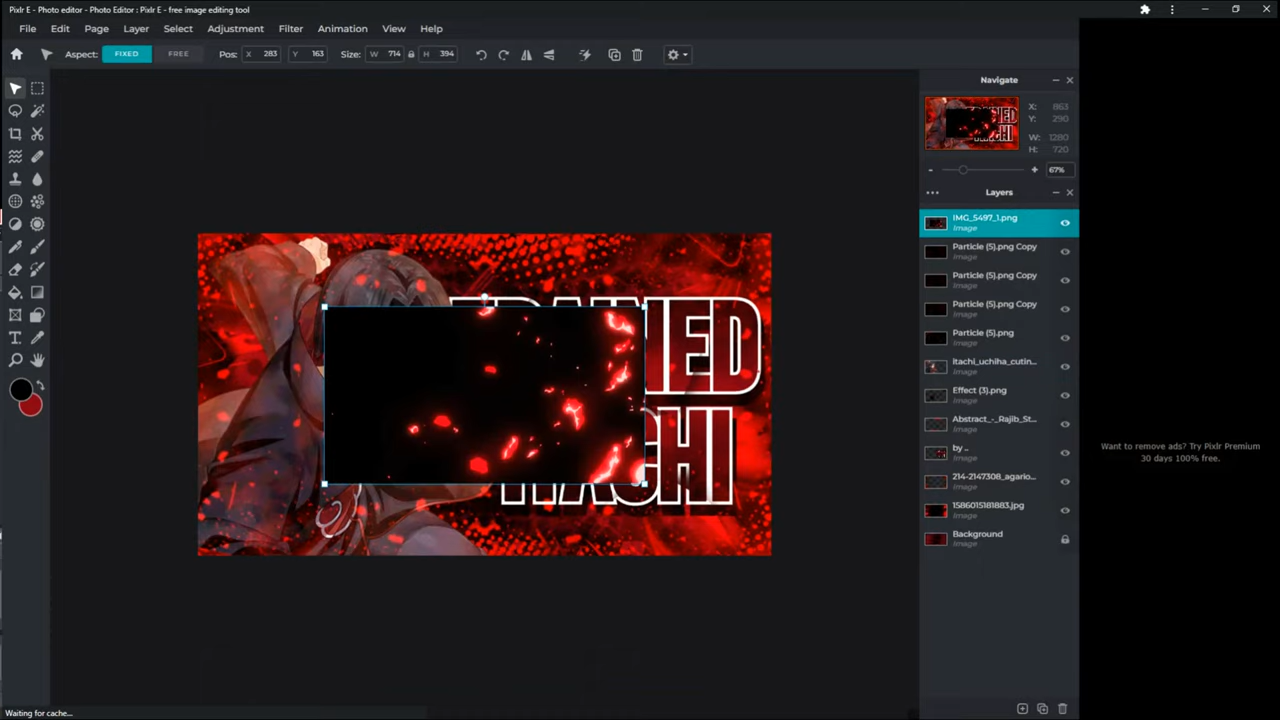 Pixlr E - Photo editor - Photo Editor : Pixlr E - free image editing tool
File Edit Page Layer Select Adjustment Filter Animation View Help
Aspect: FIXED FREE Pos: X 283 Y 163 Size: W 714 H 394
Navigate
X: 863
Y: 290
W: 1280
H: 720
- + 67%
Layers
IMG_5497_1.png
Image
Particle (5).png Copy
Image
Particle (5).png Copy
Image
Particle (5).png Copy
Image
Particle (5).png
Image
itachi_uchiha_cutin...
Image
Effect (3).png
Image
Abstract_-_Rajib_St...
Image
by ..
Image
214-2147308_agario...
Image
1586015181883.jpg
Image
Background
Image
Want to remove ads? Try Pixlr Premium
30 days 100% free.
Waiting for cache...